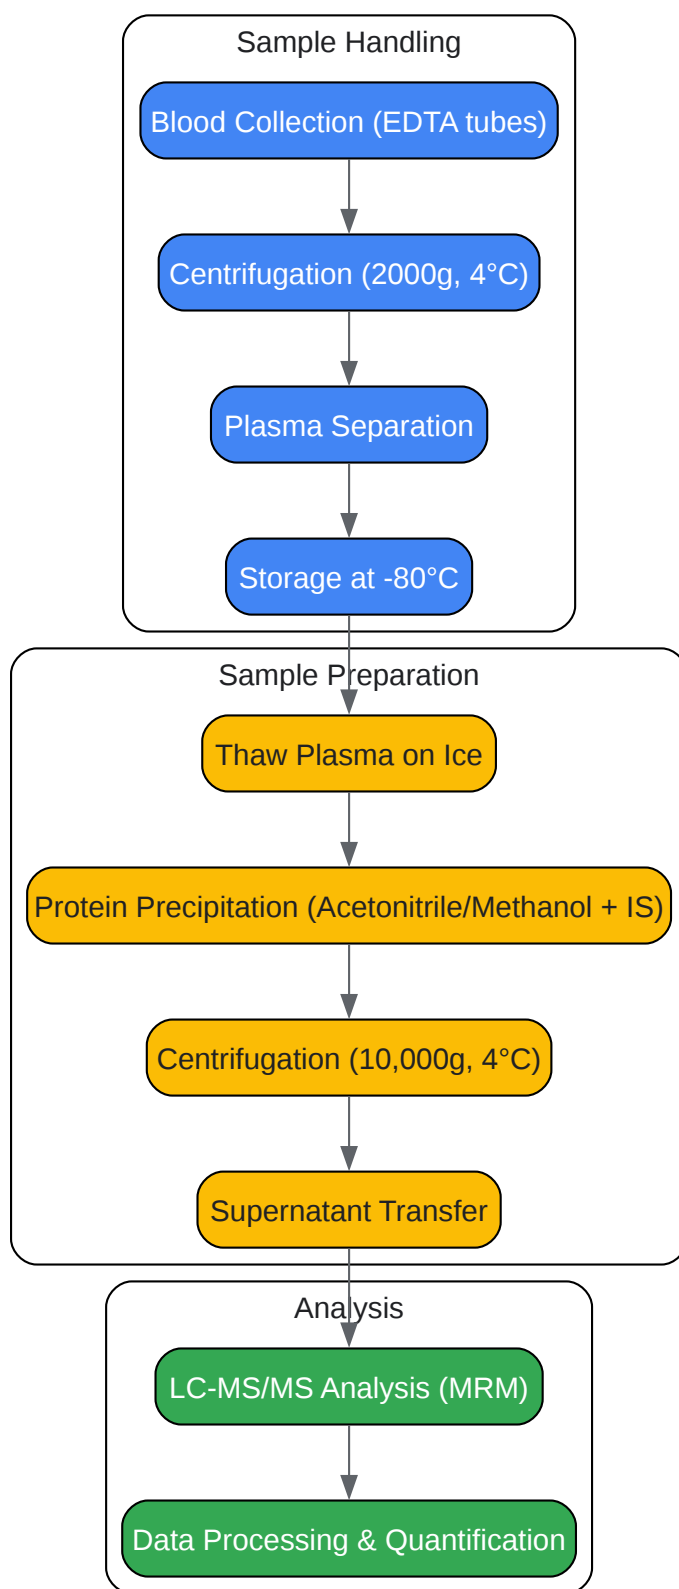 Sample Handling
Blood Collection (EDTA tubes)
Centrifugation (2000g, 4°C)
Plasma Separation
Storage at -80°C
Sample Preparation
Thaw Plasma on Ice
Protein Precipitation (Acetonitrile/Methanol + IS)
Centrifugation (10,000g, 4°C)
Supernatant Transfer
Analysis
LC-MS/MS Analysis (MRM)
Data Processing & Quantification